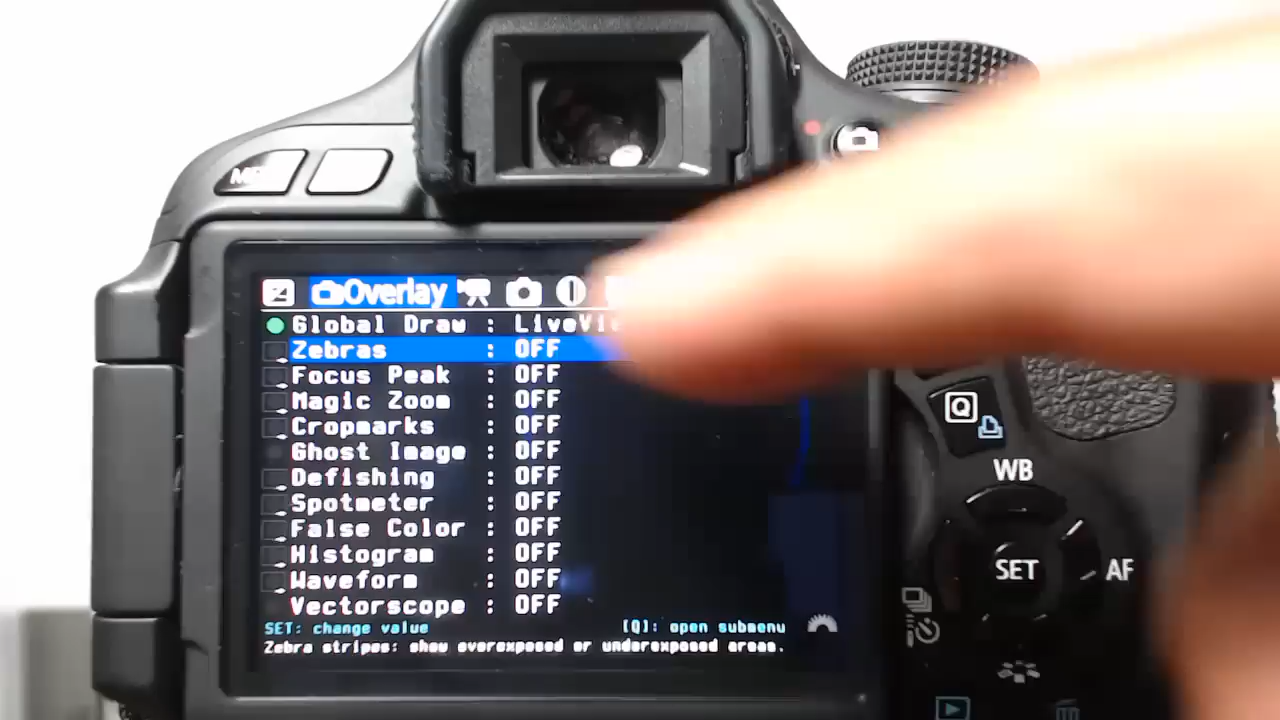 Overlay
Global Draw : LiveVi
Zebras : OFF
Focus Peak : OFF
Magic Zoom : OFF
Cropmarks : OFF
Ghost Image : OFF
Defishing : OFF
Spotmeter : OFF
False Color : OFF
Histogram : OFF
Waveform : OFF
Vectorscope : OFF
SET: change value [Q]: open submenu
Zebra stripes: show overexposed or underexposed areas.
Q
WB
SET AF